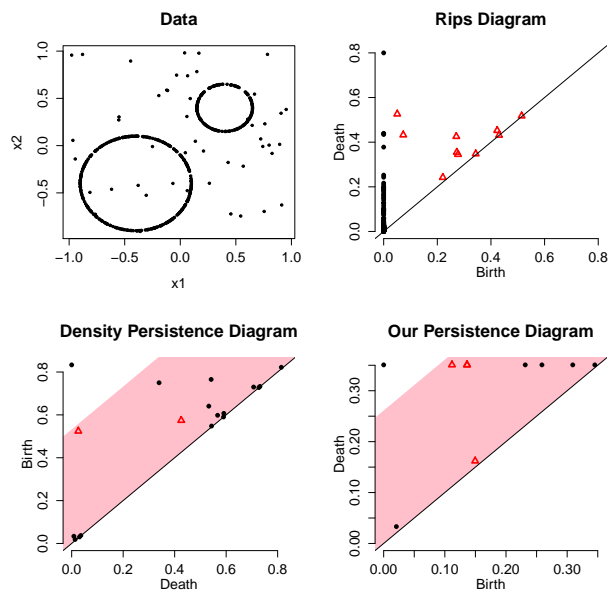 Data
1.0
0.5
0.0
−0.5
x2
−1.0 −0.5 0.0 0.5 1.0
x1
Rips Diagram
0.8
0.6
0.4
0.2
0.0
Death
0.0 0.2 0.4 0.6 0.8
Birth
Density Persistence Diagram
0.8
0.6
0.4
0.2
0.0
Birth
0.0 0.2 0.4 0.6 0.8
Death
Our Persistence Diagram
0.30
0.20
0.10
0.00
Death
0.00 0.10 0.20 0.30
Birth